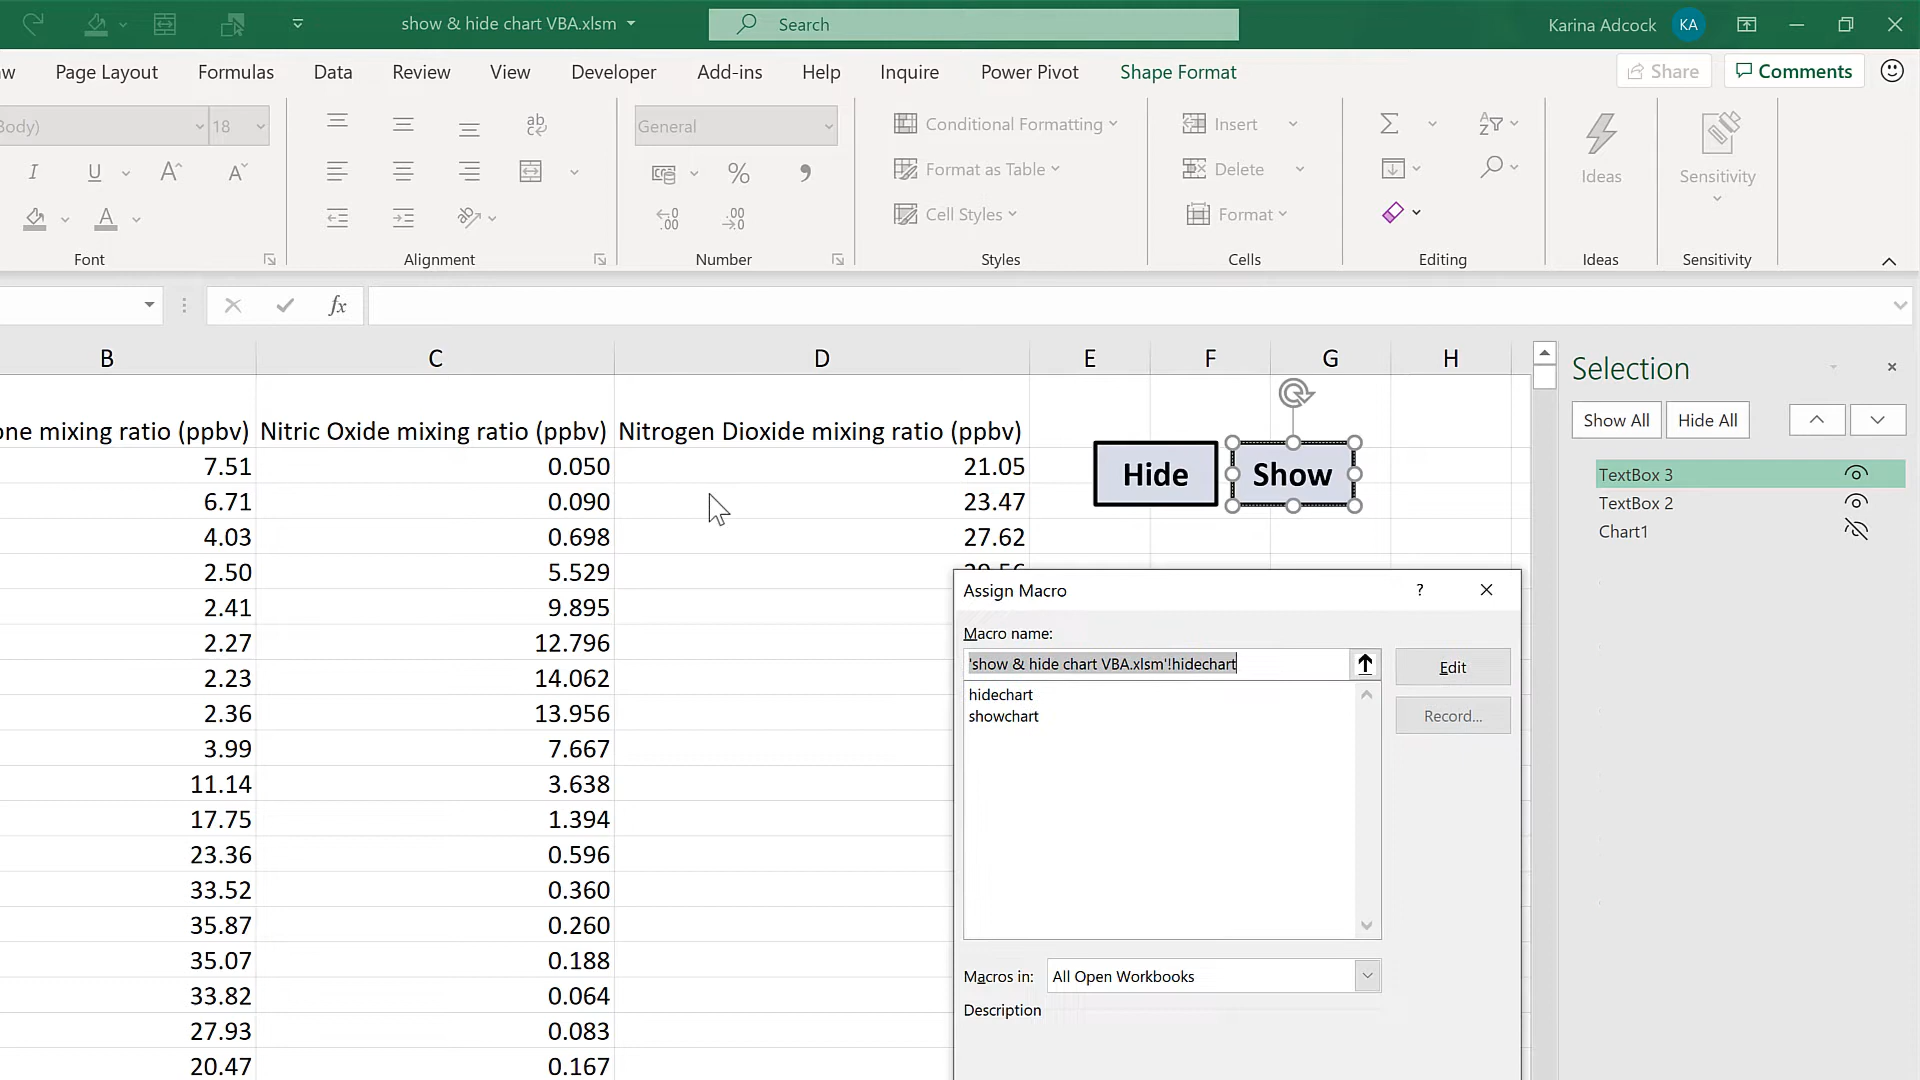 show & hide chart VBA.xlsm
Search
Karina Adcock
KA
w
Page Layout
Formulas
Data
Review
View
Developer
Add-ins
Help
Inquire
Power Pivot
Shape Format
Share
Comments
Body)
18
ab
General
Conditional Formatting
Insert
I
U
A
A
%
Format as Table
Delete
Ideas
Sensitivity
A
Cell Styles
Format
Font
Alignment
Number
Styles
Cells
Editing
Ideas
Sensitivity
fx
B
C
D
E
F
G
H
one mixing ratio (ppbv)
Nitric Oxide mixing ratio (ppbv)
Nitrogen Dioxide mixing ratio (ppbv)
7.51
0.050
21.05
6.71
0.090
23.47
4.03
0.698
27.62
2.50
5.529
2.41
9.895
2.27
12.796
2.23
14.062
2.36
13.956
3.99
7.667
11.14
3.638
17.75
1.394
23.36
0.596
33.52
0.360
35.87
0.260
35.07
0.188
33.82
0.064
27.93
0.083
20.47
0.167
Hide
Show
Selection
Show All
Hide All
TextBox 3
TextBox 2
Chart1
Assign Macro
?
Macro name:
'show & hide chart VBA.xlsm'!hidechart
Edit
hidechart
showchart
Record...
Macros in:
All Open Workbooks
Description